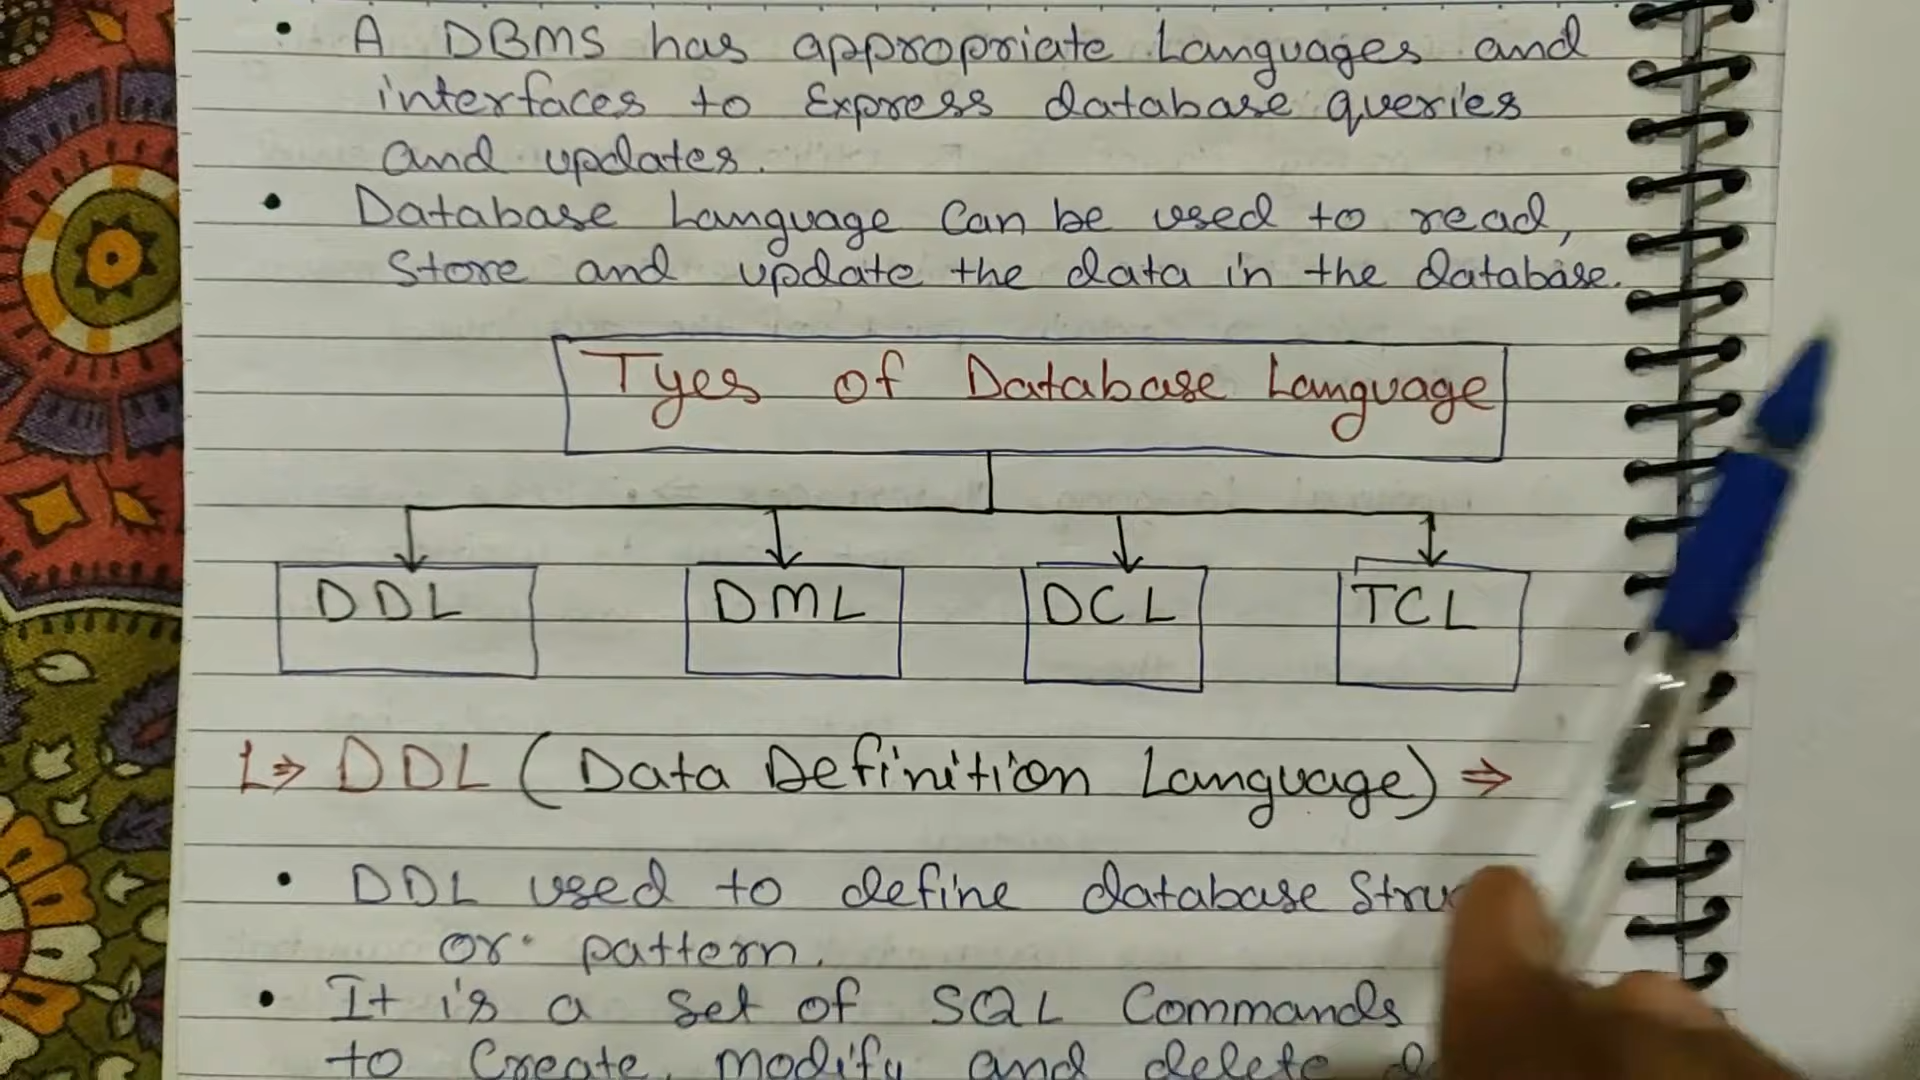 • A DBMS has appropriate Languages and
interfaces to Express database queries
and updates.
• Database Language Can be used to read,
Store and update the data in the database.
Tyes of Database Language
DDL DML DCL TCL
1⇒ DDL (Data Definition Language) ⇒
• DDL used to define database
or pattern.
• It is a set of SQL Commands
to Create, modify and delete